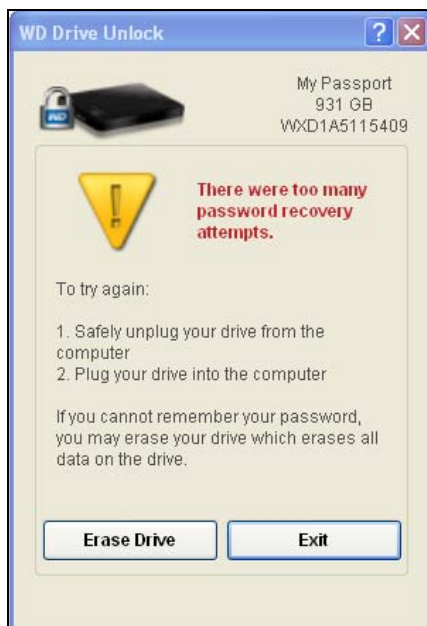 WD Drive Unlock
?
X
My Passport
931 GB
WXD1A5115409
WD
!
There were too many
password recovery
attempts.
To try again:
1. Safely unplug your drive from the
computer
2. Plug your drive into the computer
If you cannot remember your password,
you may erase your drive which erases all
data on the drive.
Erase Drive
Exit